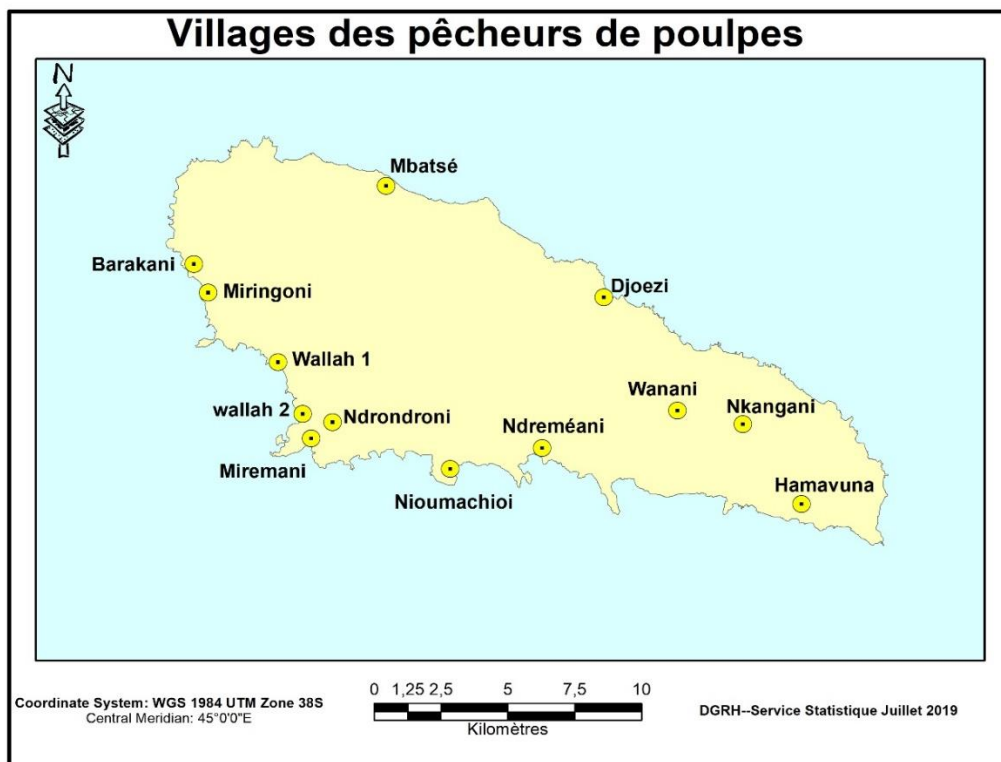 Villages des pêcheurs de poulpes
N
Mbatsé
Barakani
Miringoni
Djoezi
Wallah 1
Wanani
wallah 2
Ndrondroni
Nkangani
Ndreméani
Miremani
Nioumachioi
Hamavuna
0 1,25 2,5 5 7,5 10
Kilomètres
Coordinate System: WGS 1984 UTM Zone 38S
Central Meridian: 45°0'0"E
DGRH--Service Statistique Juillet 2019